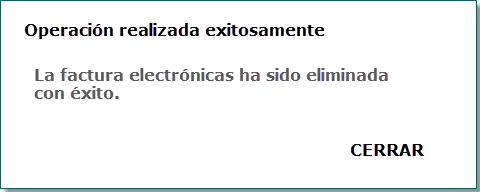 Operación realizada exitosamente
La factura electrónicas ha sido eliminada
con éxito.
CERRAR